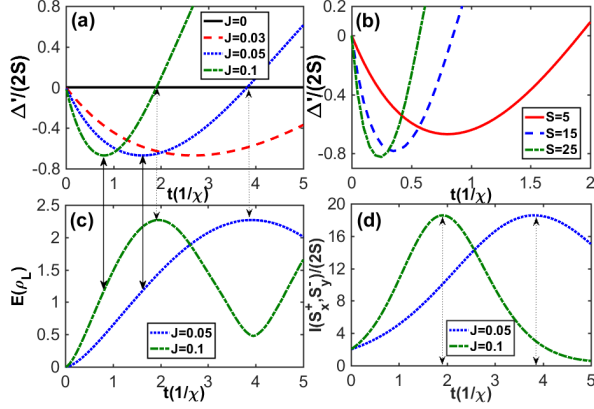 (a)
0.8
0.4
0
-0.4
-0.8
Δ'/(2S)
J=0
J=0.03
J=0.05
J=0.1
0 1 2 3 4 5
t(1/χ)
(b)
0.2
0
-0.4
-0.8
Δ'/(2S)
S=5
S=15
S=25
0 0.5 1 1.5 2
t(1/χ)
(c)
2.5
2
1.5
1
0.5
0
E(ρL)
J=0.05
J=0.1
0 1 2 3 4 5
t(1/χ)
(d)
20
16
12
8
4
0
I(Sx+,Sy-)/(2S)
J=0.05
J=0.1
0 1 2 3 4 5
t(1/χ)